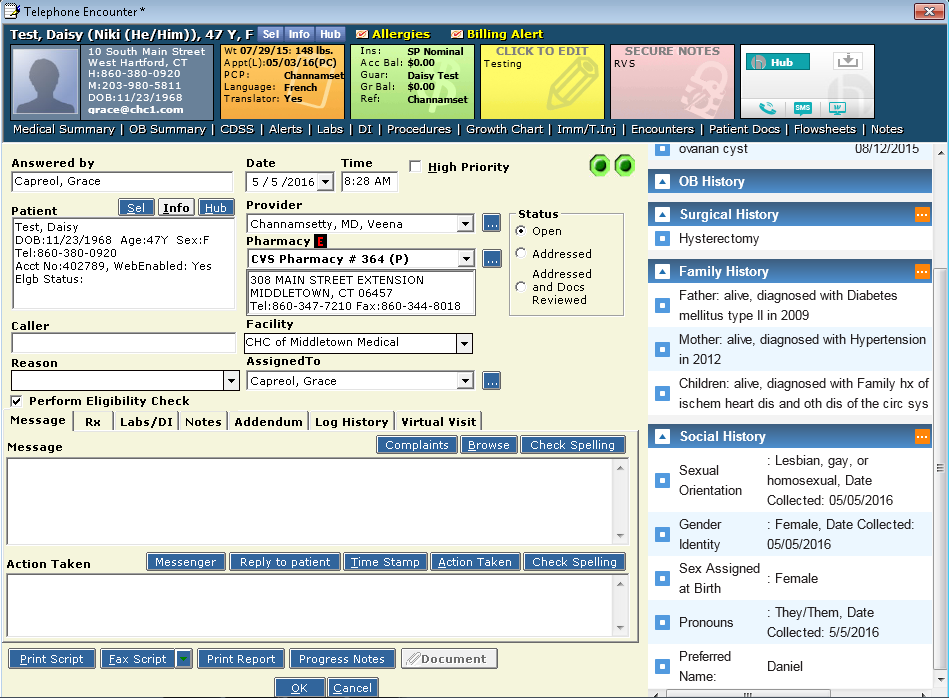 Telephone Encounter *
Test, Daisy (Niki (He/Him)), 47 Y, F Sel Info Hub Allergies Billing Alert
10 South Main Street
West Hartford, CT
H:860-380-0920
M:203-980-5811
DOB:11/23/1968
grace@chc1.com
Wt 07/29/15: 148 lbs.
Appt(L):05/03/16(PC)
PCP: Channamset
Language: French
Translator: Yes
Ins: SP Nominal
Acc Bal: $0.00
Guar: Daisy Test
Gr Bal: $0.00
Ref: Channamset
CLICK TO EDIT
Testing
SECURE NOTES
RVS
Hub
SMS
Medical Summary | OB Summary | CDSS | Alerts | Labs | DI | Procedures | Growth Chart | Imm/T.Inj | Encounters | Patient Docs | Flowsheets | Notes
Answered by
Capreol, Grace
Date
5 / 5 /2016
Time
8:28 AM
High Priority
Patient Sel Info Hub
Test, Daisy
DOB:11/23/1968 Age:47Y Sex:F
Tel:860-380-0920
Acct No:402789, WebEnabled: Yes
Elgb Status:
Provider
Channamsetty, MD, Veena ...
Pharmacy E
CVS Pharmacy # 364 (P) ...
308 MAIN STREET EXTENSION
MIDDLETOWN, CT 06457
Tel:860-347-7210 Fax:860-344-8018
Status
Open
Addressed
Addressed
and Docs
Reviewed
Caller
Facility
CHC of Middletown Medical
Reason
AssignedTo
Capreol, Grace ...
Perform Eligibility Check
Message Rx Labs/DI Notes Addendum Log History Virtual Visit
Message Complaints Browse Check Spelling
Action Taken Messenger Reply to patient Time Stamp Action Taken Check Spelling
Print Script Fax Script Print Report Progress Notes Document
OK Cancel
ovarian cyst 08/12/2015
OB History
Surgical History ...
Hysterectomy
Family History ...
Father: alive, diagnosed with Diabetes
mellitus type II in 2009
Mother: alive, diagnosed with Hypertension
in 2012
Children: alive, diagnosed with Family hx of
ischem heart dis and oth dis of the circ sys
Social History ...
Sexual
Orientation
: Lesbian, gay, or
homosexual, Date
Collected: 05/05/2016
Gender
Identity
: Female, Date Collected:
05/05/2016
Sex Assigned
at Birth
: Female
Pronouns
: They/Them, Date
Collected: 5/5/2016
Preferred
Name:
Daniel